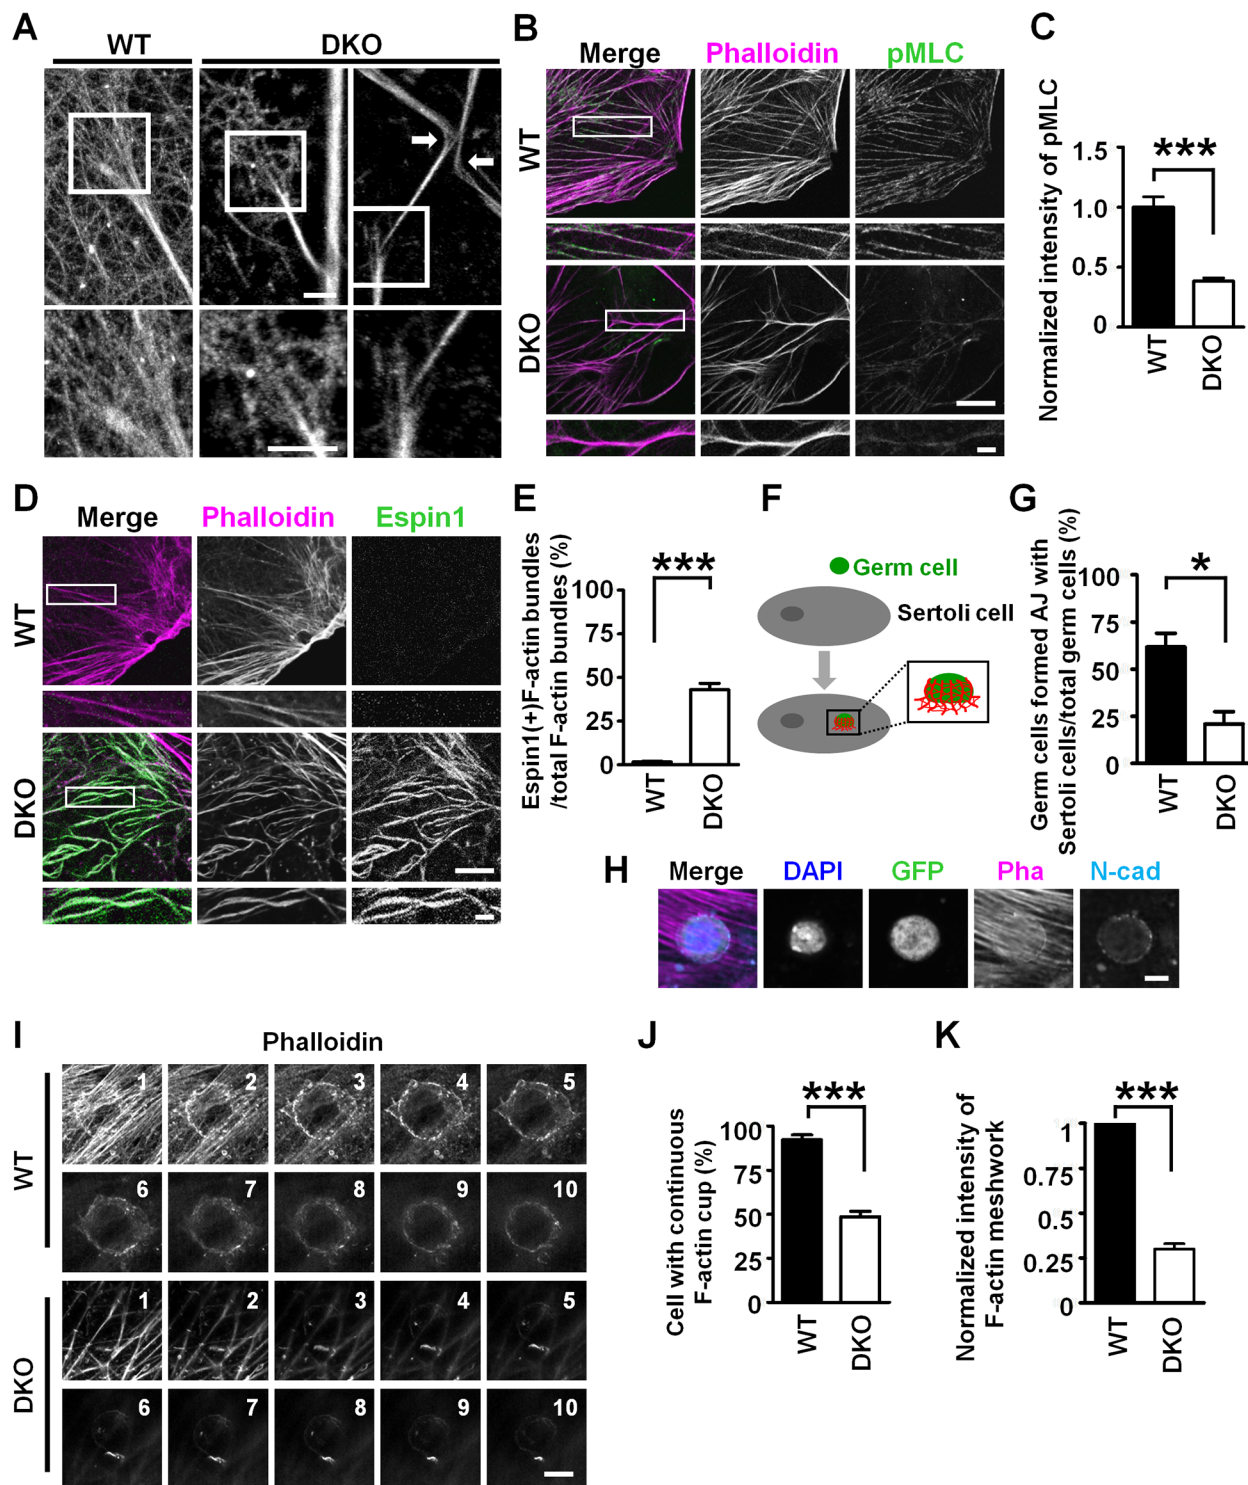 A
WT
DKO
B
Merge
Phalloidin
pMLC
WT
DKO
C
Normalized intensity of pMLC
1.5
1.0
0.5
0
***
WT
DKO
D
Merge
Phalloidin
Espin1
WT
DKO
E
Espin1(+)F-actin bundles
/total F-actin bundles (%)
100
75
50
25
0
***
WT
DKO
F
Germ cell
Sertoli cell
G
Germ cells formed AJ with
Sertoli cells/total germ cells (%)
100
75
50
25
0
*
WT
DKO
H
Merge
DAPI
GFP
Pha
N-cad
I
Phalloidin
WT
1
2
3
4
5
6
7
8
9
10
DKO
1
2
3
4
5
6
7
8
9
10
J
Cell with continuous
F-actin cup (%)
100
75
50
25
0
***
WT
DKO
K
Normalized intensity of
F-actin meshwork
1
0.75
0.5
0.25
0
***
WT
DKO